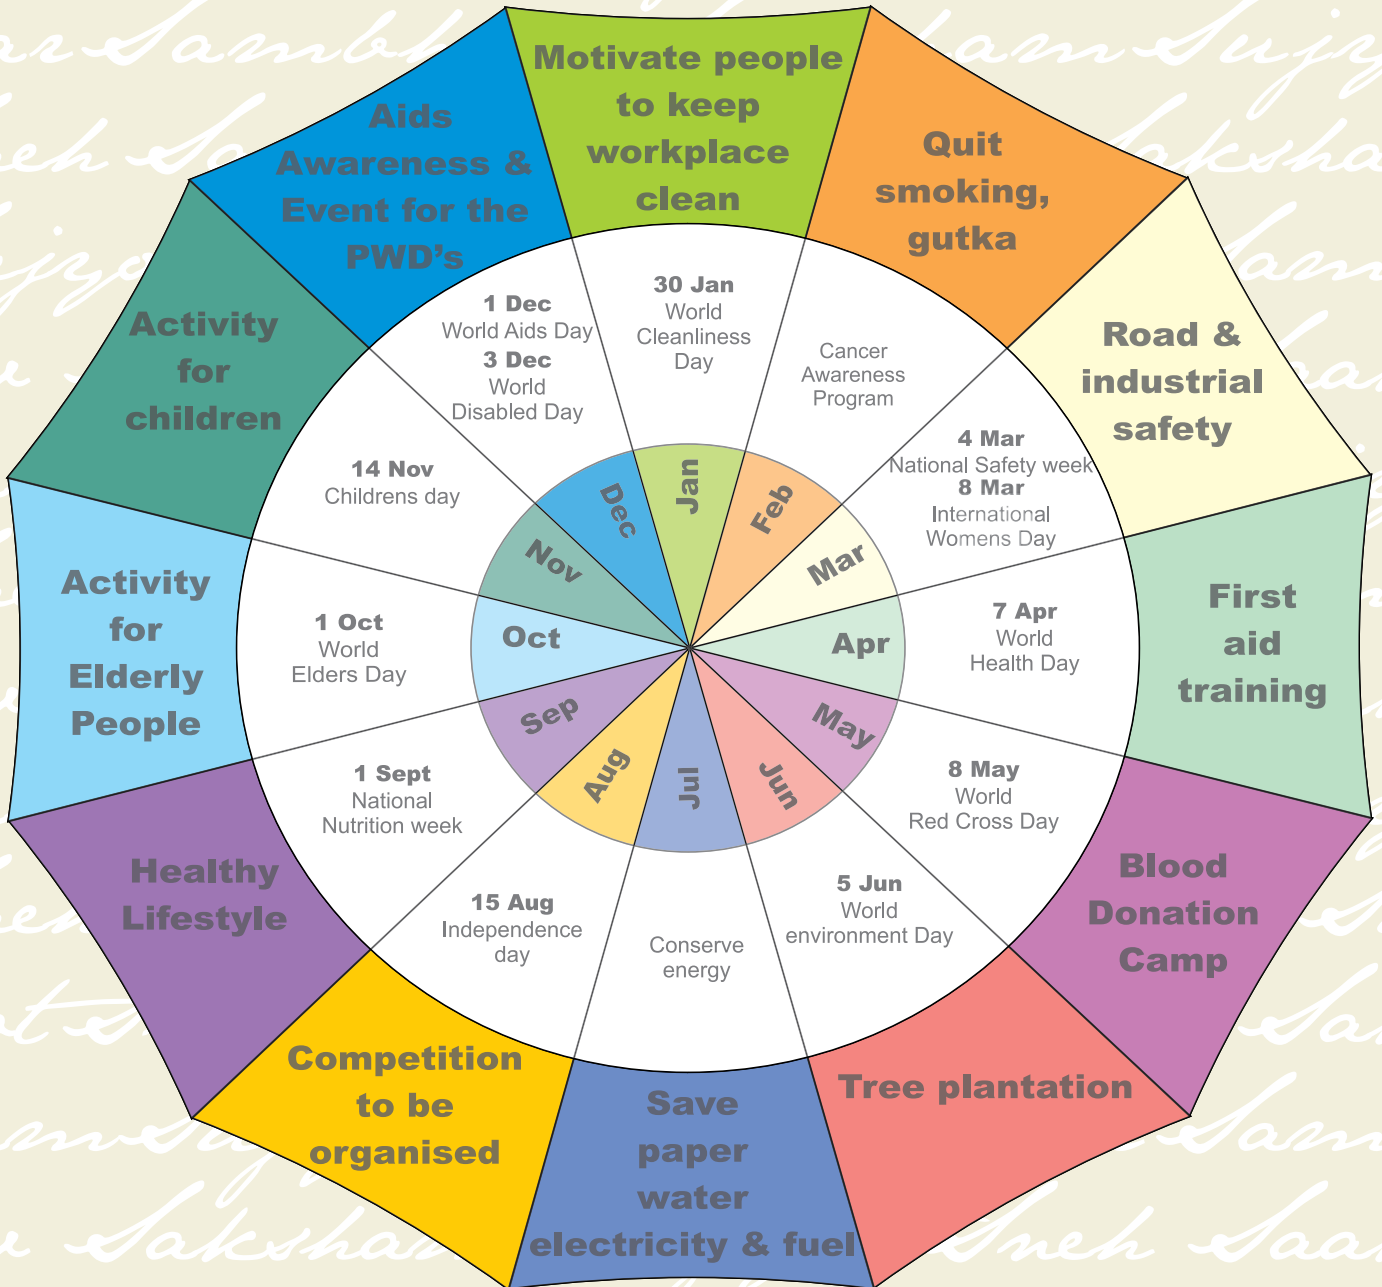 Motivate people
to keep
workplace
clean
30 Jan
World
Cleanliness
Day
Jan
Quit
smoking,
gutka
Cancer
Awareness
Program
Feb
Road &
industrial
safety
4 Mar
National Safety week
8 Mar
International
Womens Day
Mar
First
aid
training
7 Apr
World
Health Day
Apr
Blood
Donation
Camp
8 May
World
Red Cross Day
May
Tree plantation
5 Jun
World
environment Day
Jun
Save
paper
water
electricity & fuel
Conserve
energy
Jul
Competition
to be
organised
15 Aug
Independence
day
Aug
Healthy
Lifestyle
1 Sept
National
Nutrition week
Sep
Activity
for
Elderly
People
1 Oct
World
Elders Day
Oct
Activity
for
children
14 Nov
Childrens day
Nov
Aids
Awareness &
Event for the
PWD's
1 Dec
World Aids Day
3 Dec
World
Disabled Day
Dec